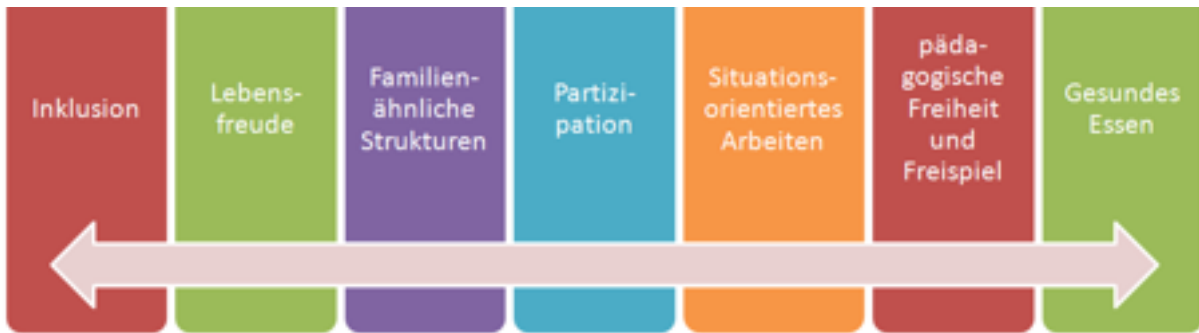 Inklusion
Lebens-
freude
Familien-
ähnliche
Strukturen
Partizi-
pation
Situations-
orientiertes
Arbeiten
päda-
gogische
Freiheit
und
Freispiel
Gesundes
Essen